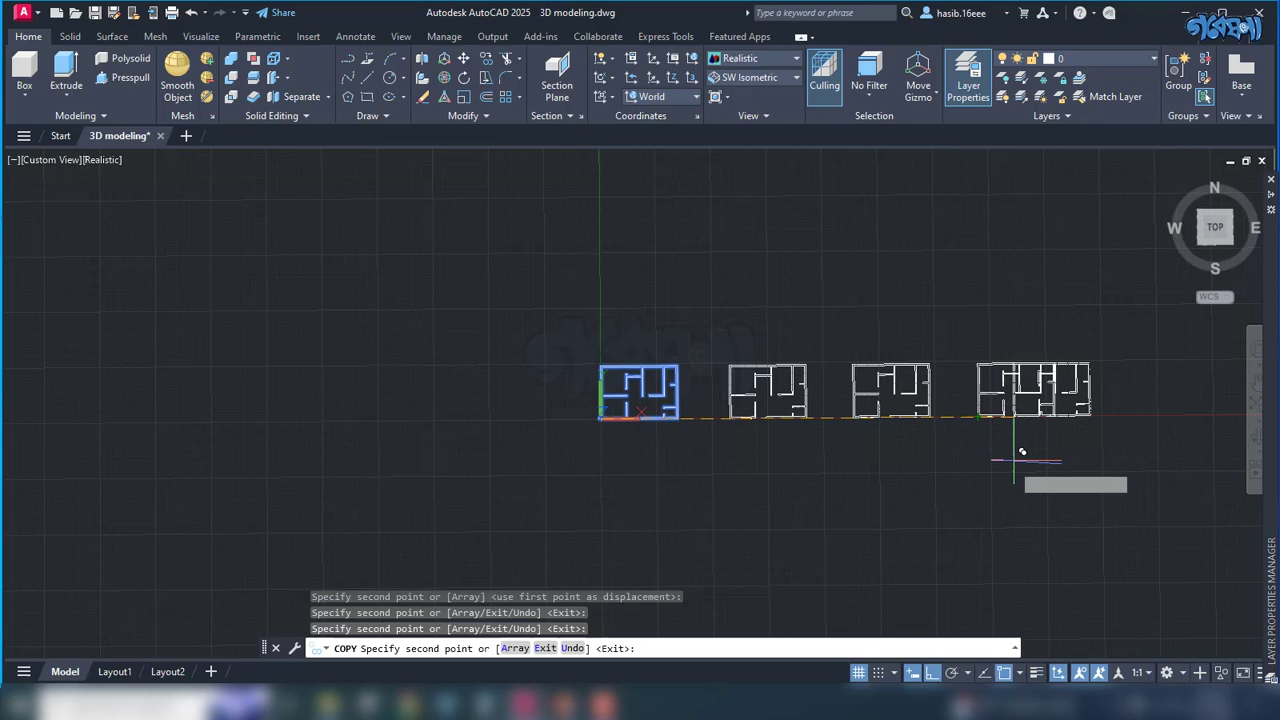 Autodesk AutoCAD 2025 3D modeling.dwg
Share
Type a keyword or phrase
hasib.16eee
গবেষণা
Home Solid Surface Mesh Visualize Parametric Insert Annotate View Manage Output Add-ins Collaborate Express Tools Featured Apps
Box
Extrude
Polysolid
Presspull
Smooth
Object
Separate
Section
Plane
World
Realistic
SW Isometric
Culling
No Filter
Move
Gizmo
Layer
Properties
0
Match Layer
Group
Base
Modeling
Mesh
Solid Editing
Draw
Modify
Section
Coordinates
View
Selection
Layers
Groups
View
Start
3D modeling*
[−][Custom View][Realistic]
N
W TOP E
S
WCS
LAYER PROPERTIES MANAGER
Specify second point or [Array] <use first point as displacement>:
Specify second point or [Array/Exit/Undo] <Exit>:
Specify second point or [Array/Exit/Undo] <Exit>:
COPY Specify second point or [Array Exit Undo] <Exit>:
Model Layout1 Layout2
1:1